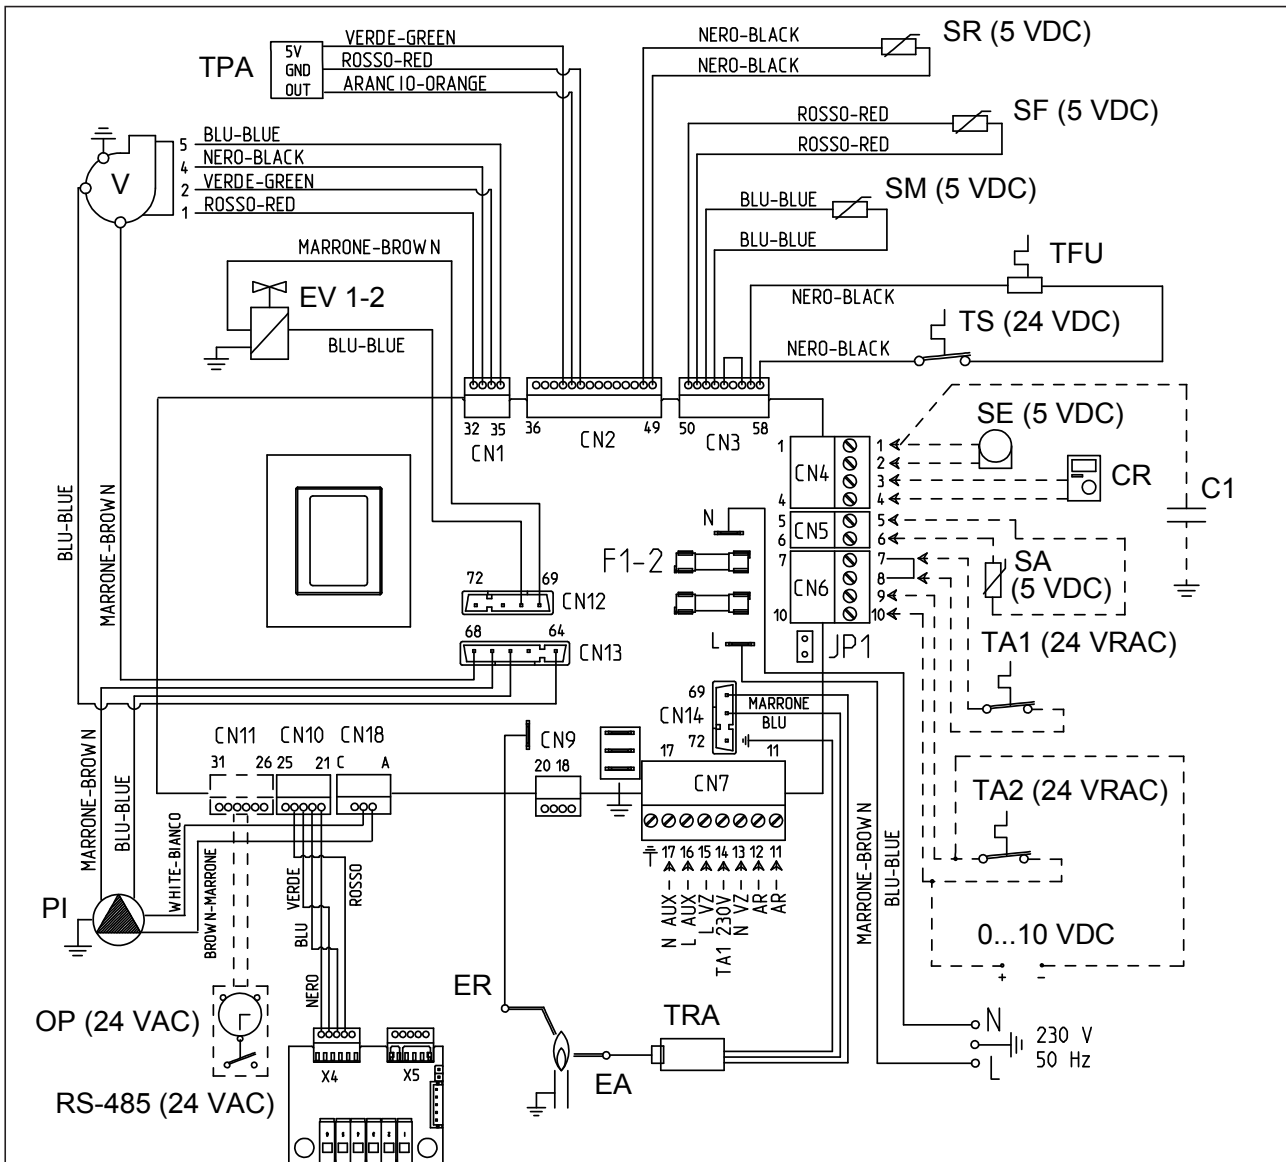 VERDE-GREEN
5V
TPA
GND
ROSSO-RED
OUT
ARANCIO-ORANGE
NERO-BLACK
SR (5 VDC)
NERO-BLACK
ROSSO-RED
SF (5 VDC)
ROSSO-RED
5
BLU-BLUE
4
NERO-BLACK
V
2
VERDE-GREEN
1
ROSSO-RED
BLU-BLUE
SM (5 VDC)
BLU-BLUE
MARRONE-BROWN
EV 1-2
BLU-BLUE
TFU
NERO-BLACK
TS (24 VDC)
NERO-BLACK
32 35
CN1
36 49
CN2
50 58
CN3
SE (5 VDC)
1
CN4
4
1
2
3
4
CR
C1
5
6
CN5
5
6
7
CN6
10
7
8
9
10
SA
(5 VDC)
N
F1-2
L
JP1
TA1 (24 VRAC)
BLU-BLUE
MARRONE-BROWN
72 69
CN12
68 64
CN13
69
CN14
72
MARRONE
BLU
CN11
31 26
CN10
25 21
CN18
C A
CN9
20 18
17 11
CN7
17 16 15 14 13 12 11
N AUX
L AUX
L VZ
TA1 230V
N VZ
AR
AR
MARRONE-BROWN
BLU-BLUE
TA2 (24 VRAC)
0...10 VDC
+ -
MARRONE-BROWN
BLU-BLUE
WHITE-BIANCO
BROWN-MARRONE
VERDE
BLU
NERO
ROSSO
PI
OP (24 VAC)
RS-485 (24 VAC)
X4
X5
6 5 4 3 2 1
ER
EA
TRA
N
L
230 V
50 Hz